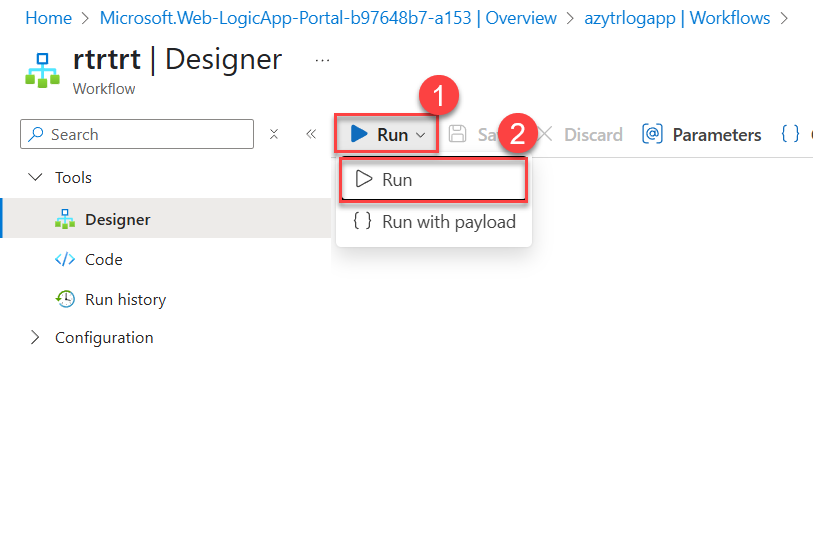 Home > Microsoft.Web-LogicApp-Portal-b97648b7-a153 | Overview > azytrlogapp | Workflows >
rtrtrt | Designer ...
Workflow
1
2
Search
Run
Discard
Parameters
{ }
Tools
Run
Designer
{ } Run with payload
</> Code
Run history
Configuration